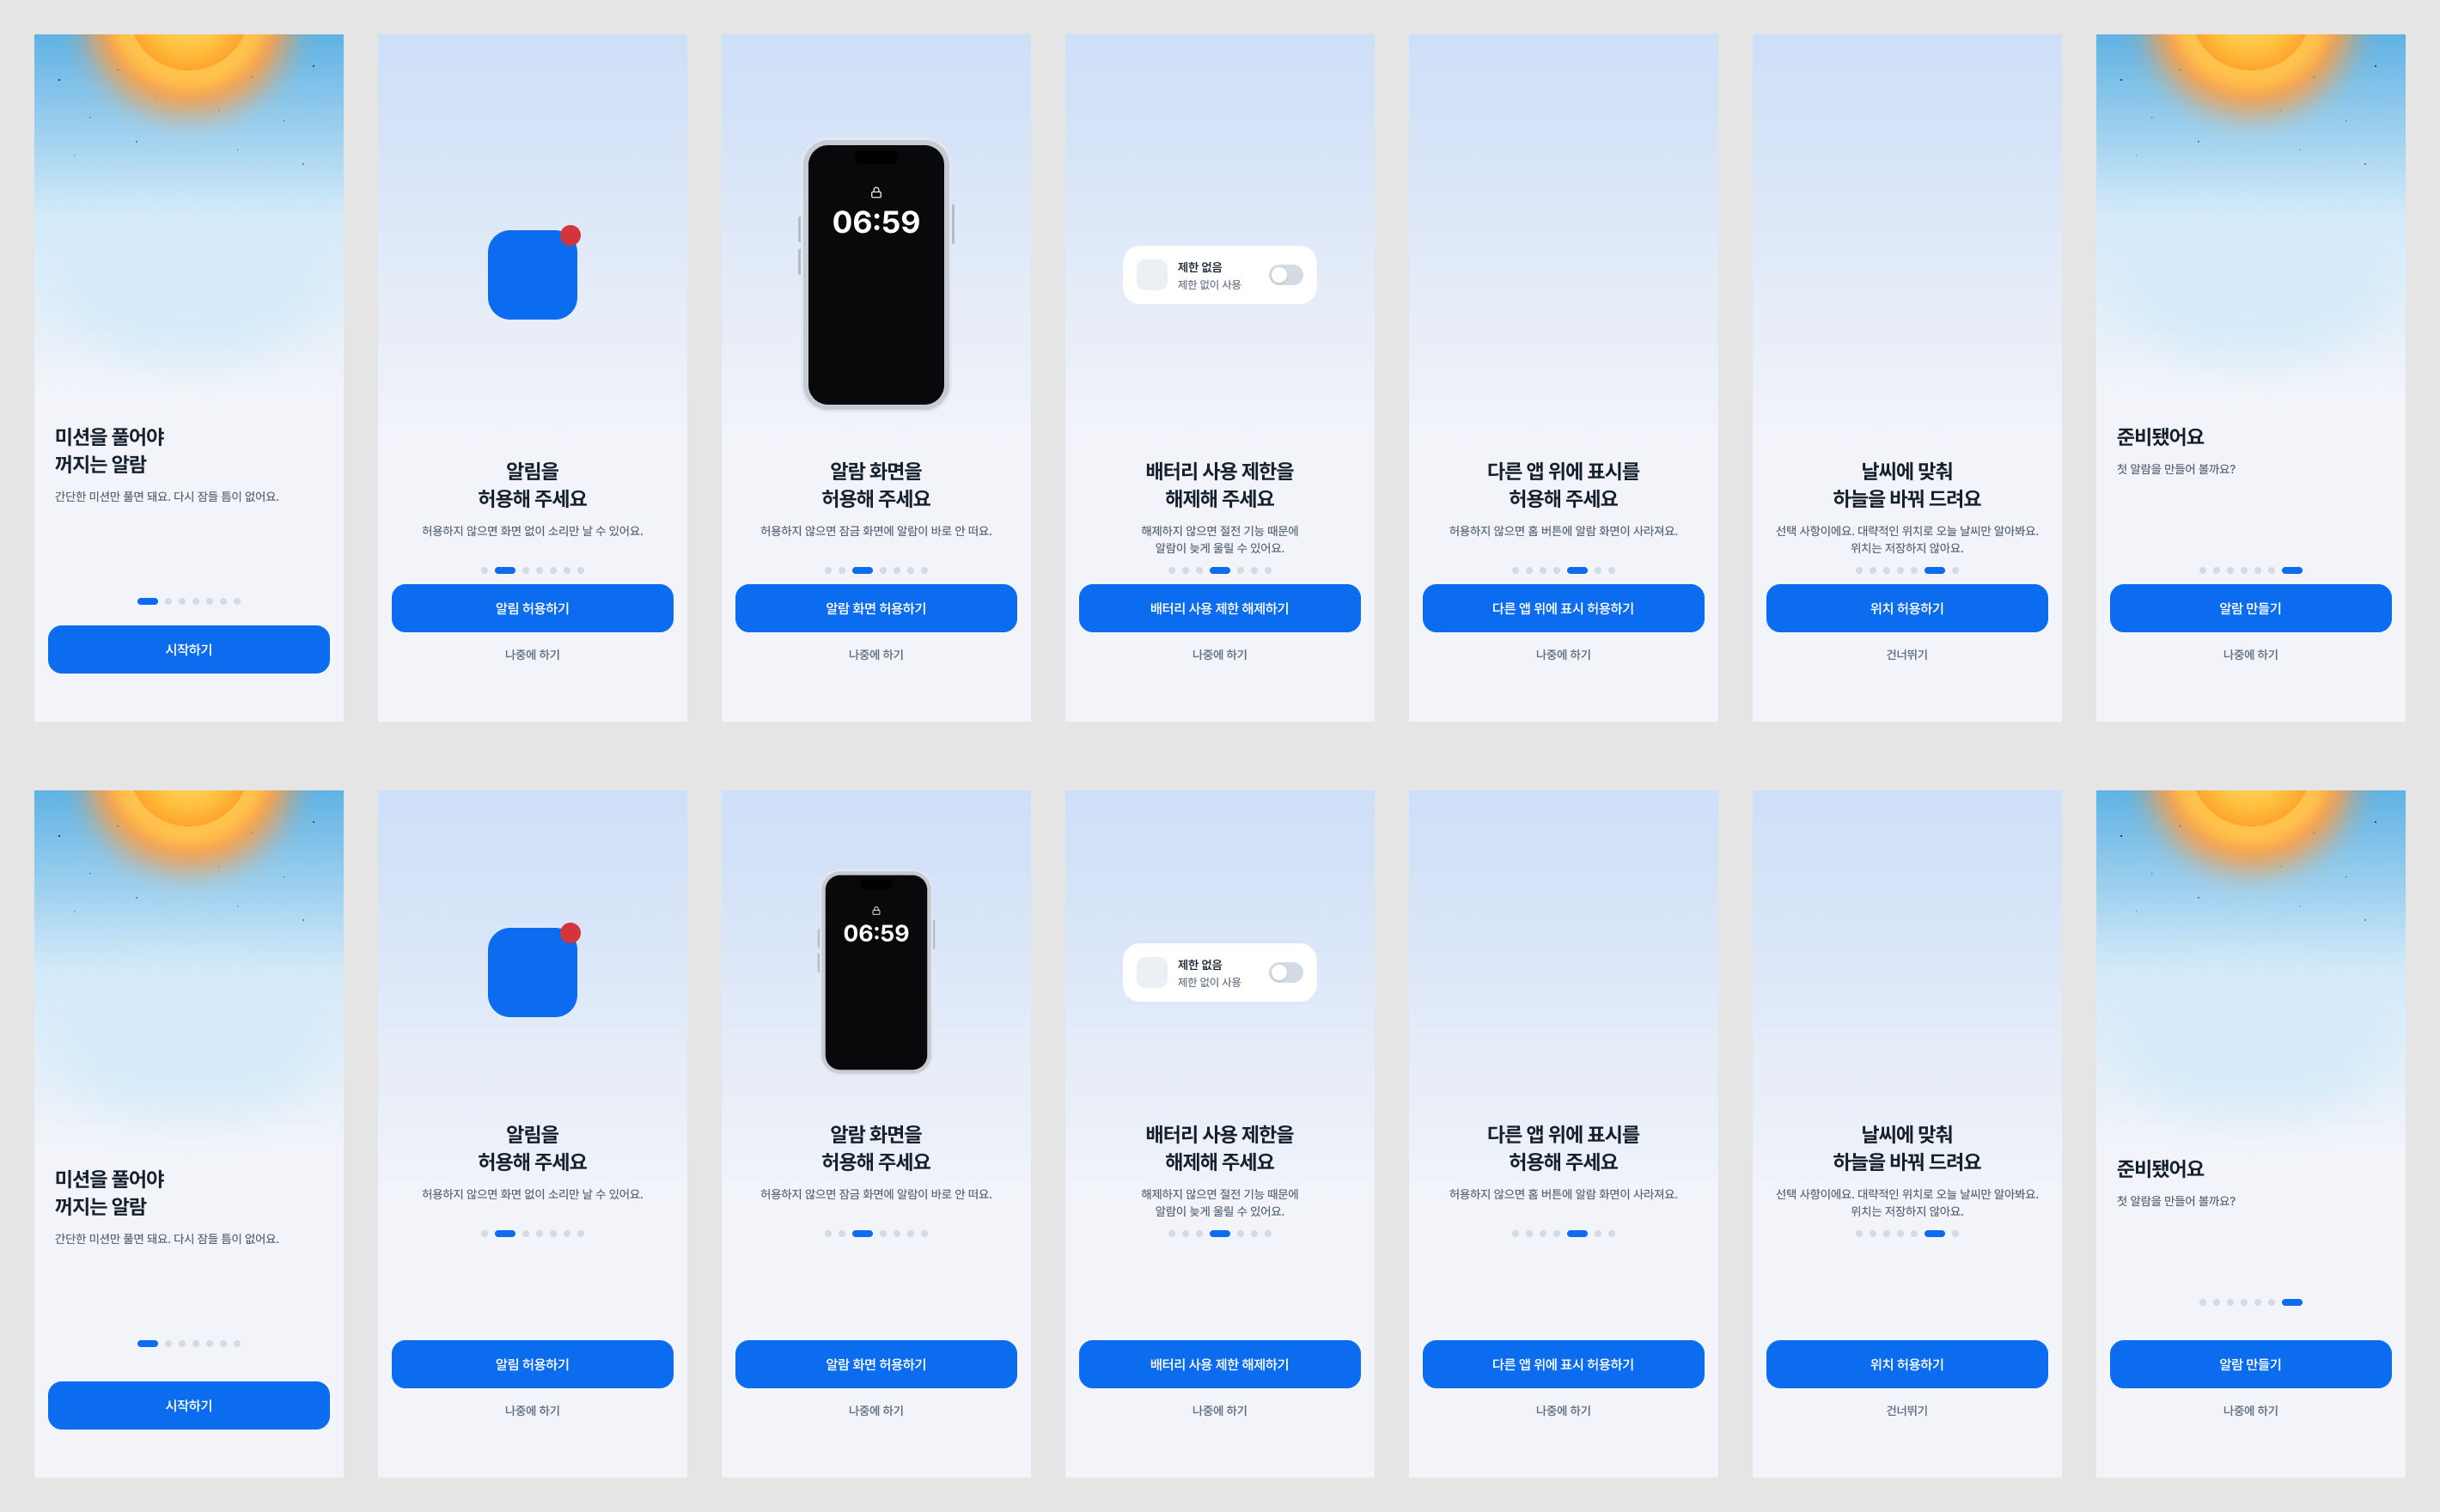 미션을 풀어야
꺼지는 알람
간단한 미션만 풀면 돼요. 다시 잠들 틈이 없어요.
시작하기
알림을
허용해 주세요
허용하지 않으면 화면 없이 소리만 날 수 있어요.
알림 허용하기
나중에 하기
06:59
알람 화면을
허용해 주세요
허용하지 않으면 잠금 화면에 알람이 바로 안 떠요.
알람 화면 허용하기
나중에 하기
제한 없음
제한 없이 사용
배터리 사용 제한을
해제해 주세요
해제하지 않으면 절전 기능 때문에
알람이 늦게 울릴 수 있어요.
배터리 사용 제한 해제하기
나중에 하기
다른 앱 위에 표시를
허용해 주세요
허용하지 않으면 홈 버튼에 알람 화면이 사라져요.
다른 앱 위에 표시 허용하기
나중에 하기
날씨에 맞춰
하늘을 바꿔 드려요
선택 사항이에요. 대략적인 위치로 오늘 날씨만 알아봐요.
위치는 저장하지 않아요.
위치 허용하기
건너뛰기
준비됐어요
첫 알람을 만들어 볼까요?
알람 만들기
나중에 하기
미션을 풀어야
꺼지는 알람
간단한 미션만 풀면 돼요. 다시 잠들 틈이 없어요.
시작하기
알림을
허용해 주세요
허용하지 않으면 화면 없이 소리만 날 수 있어요.
알림 허용하기
나중에 하기
06:59
알람 화면을
허용해 주세요
허용하지 않으면 잠금 화면에 알람이 바로 안 떠요.
알람 화면 허용하기
나중에 하기
제한 없음
제한 없이 사용
배터리 사용 제한을
해제해 주세요
해제하지 않으면 절전 기능 때문에
알람이 늦게 울릴 수 있어요.
배터리 사용 제한 해제하기
나중에 하기
다른 앱 위에 표시를
허용해 주세요
허용하지 않으면 홈 버튼에 알람 화면이 사라져요.
다른 앱 위에 표시 허용하기
나중에 하기
날씨에 맞춰
하늘을 바꿔 드려요
선택 사항이에요. 대략적인 위치로 오늘 날씨만 알아봐요.
위치는 저장하지 않아요.
위치 허용하기
건너뛰기
준비됐어요
첫 알람을 만들어 볼까요?
알람 만들기
나중에 하기